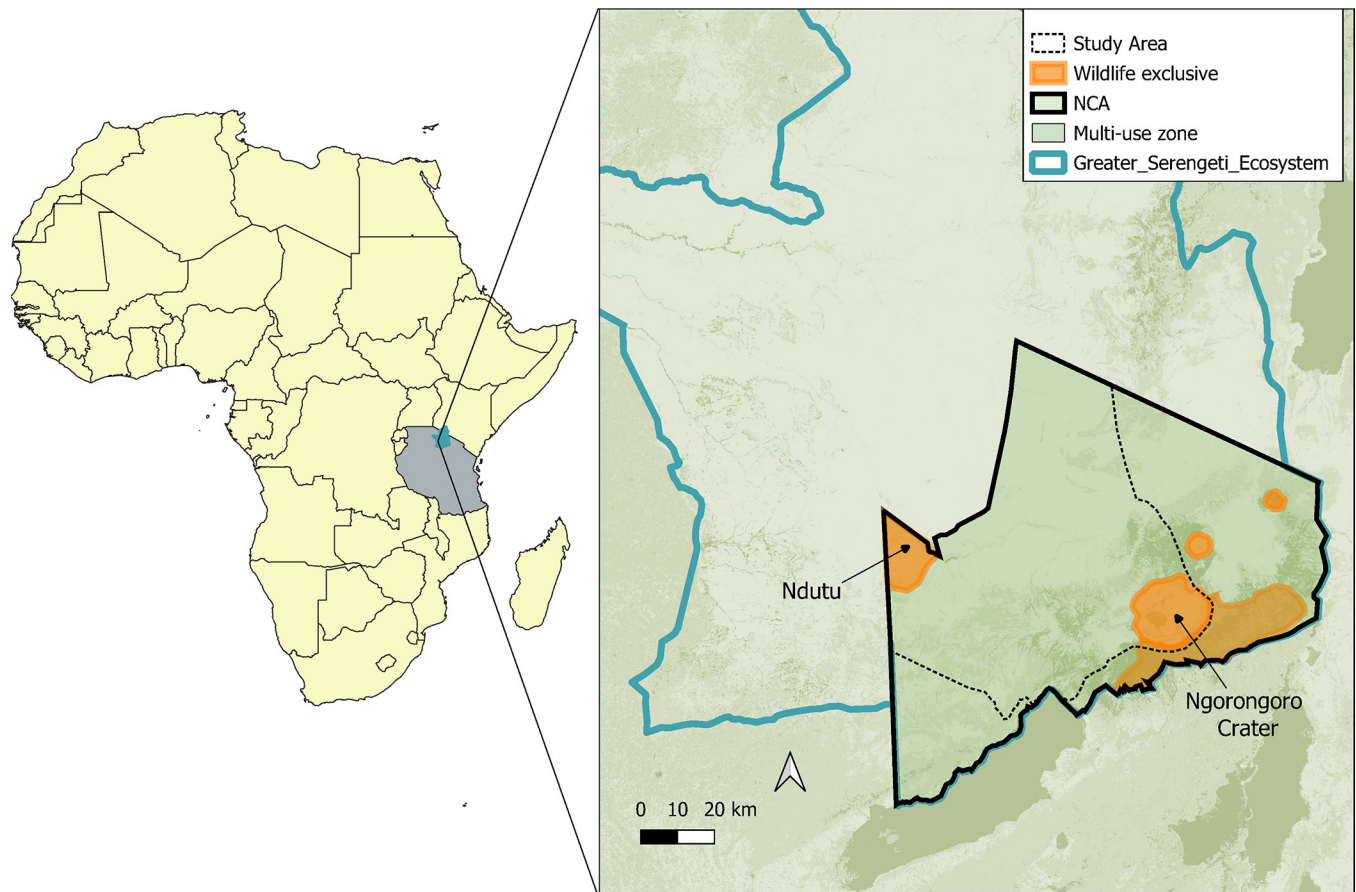 Study Area
Wildlife exclusive
NCA
Multi-use zone
Greater_Serengeti_Ecosystem
Ndutu
Ngorongoro
Crater
0 10 20 km